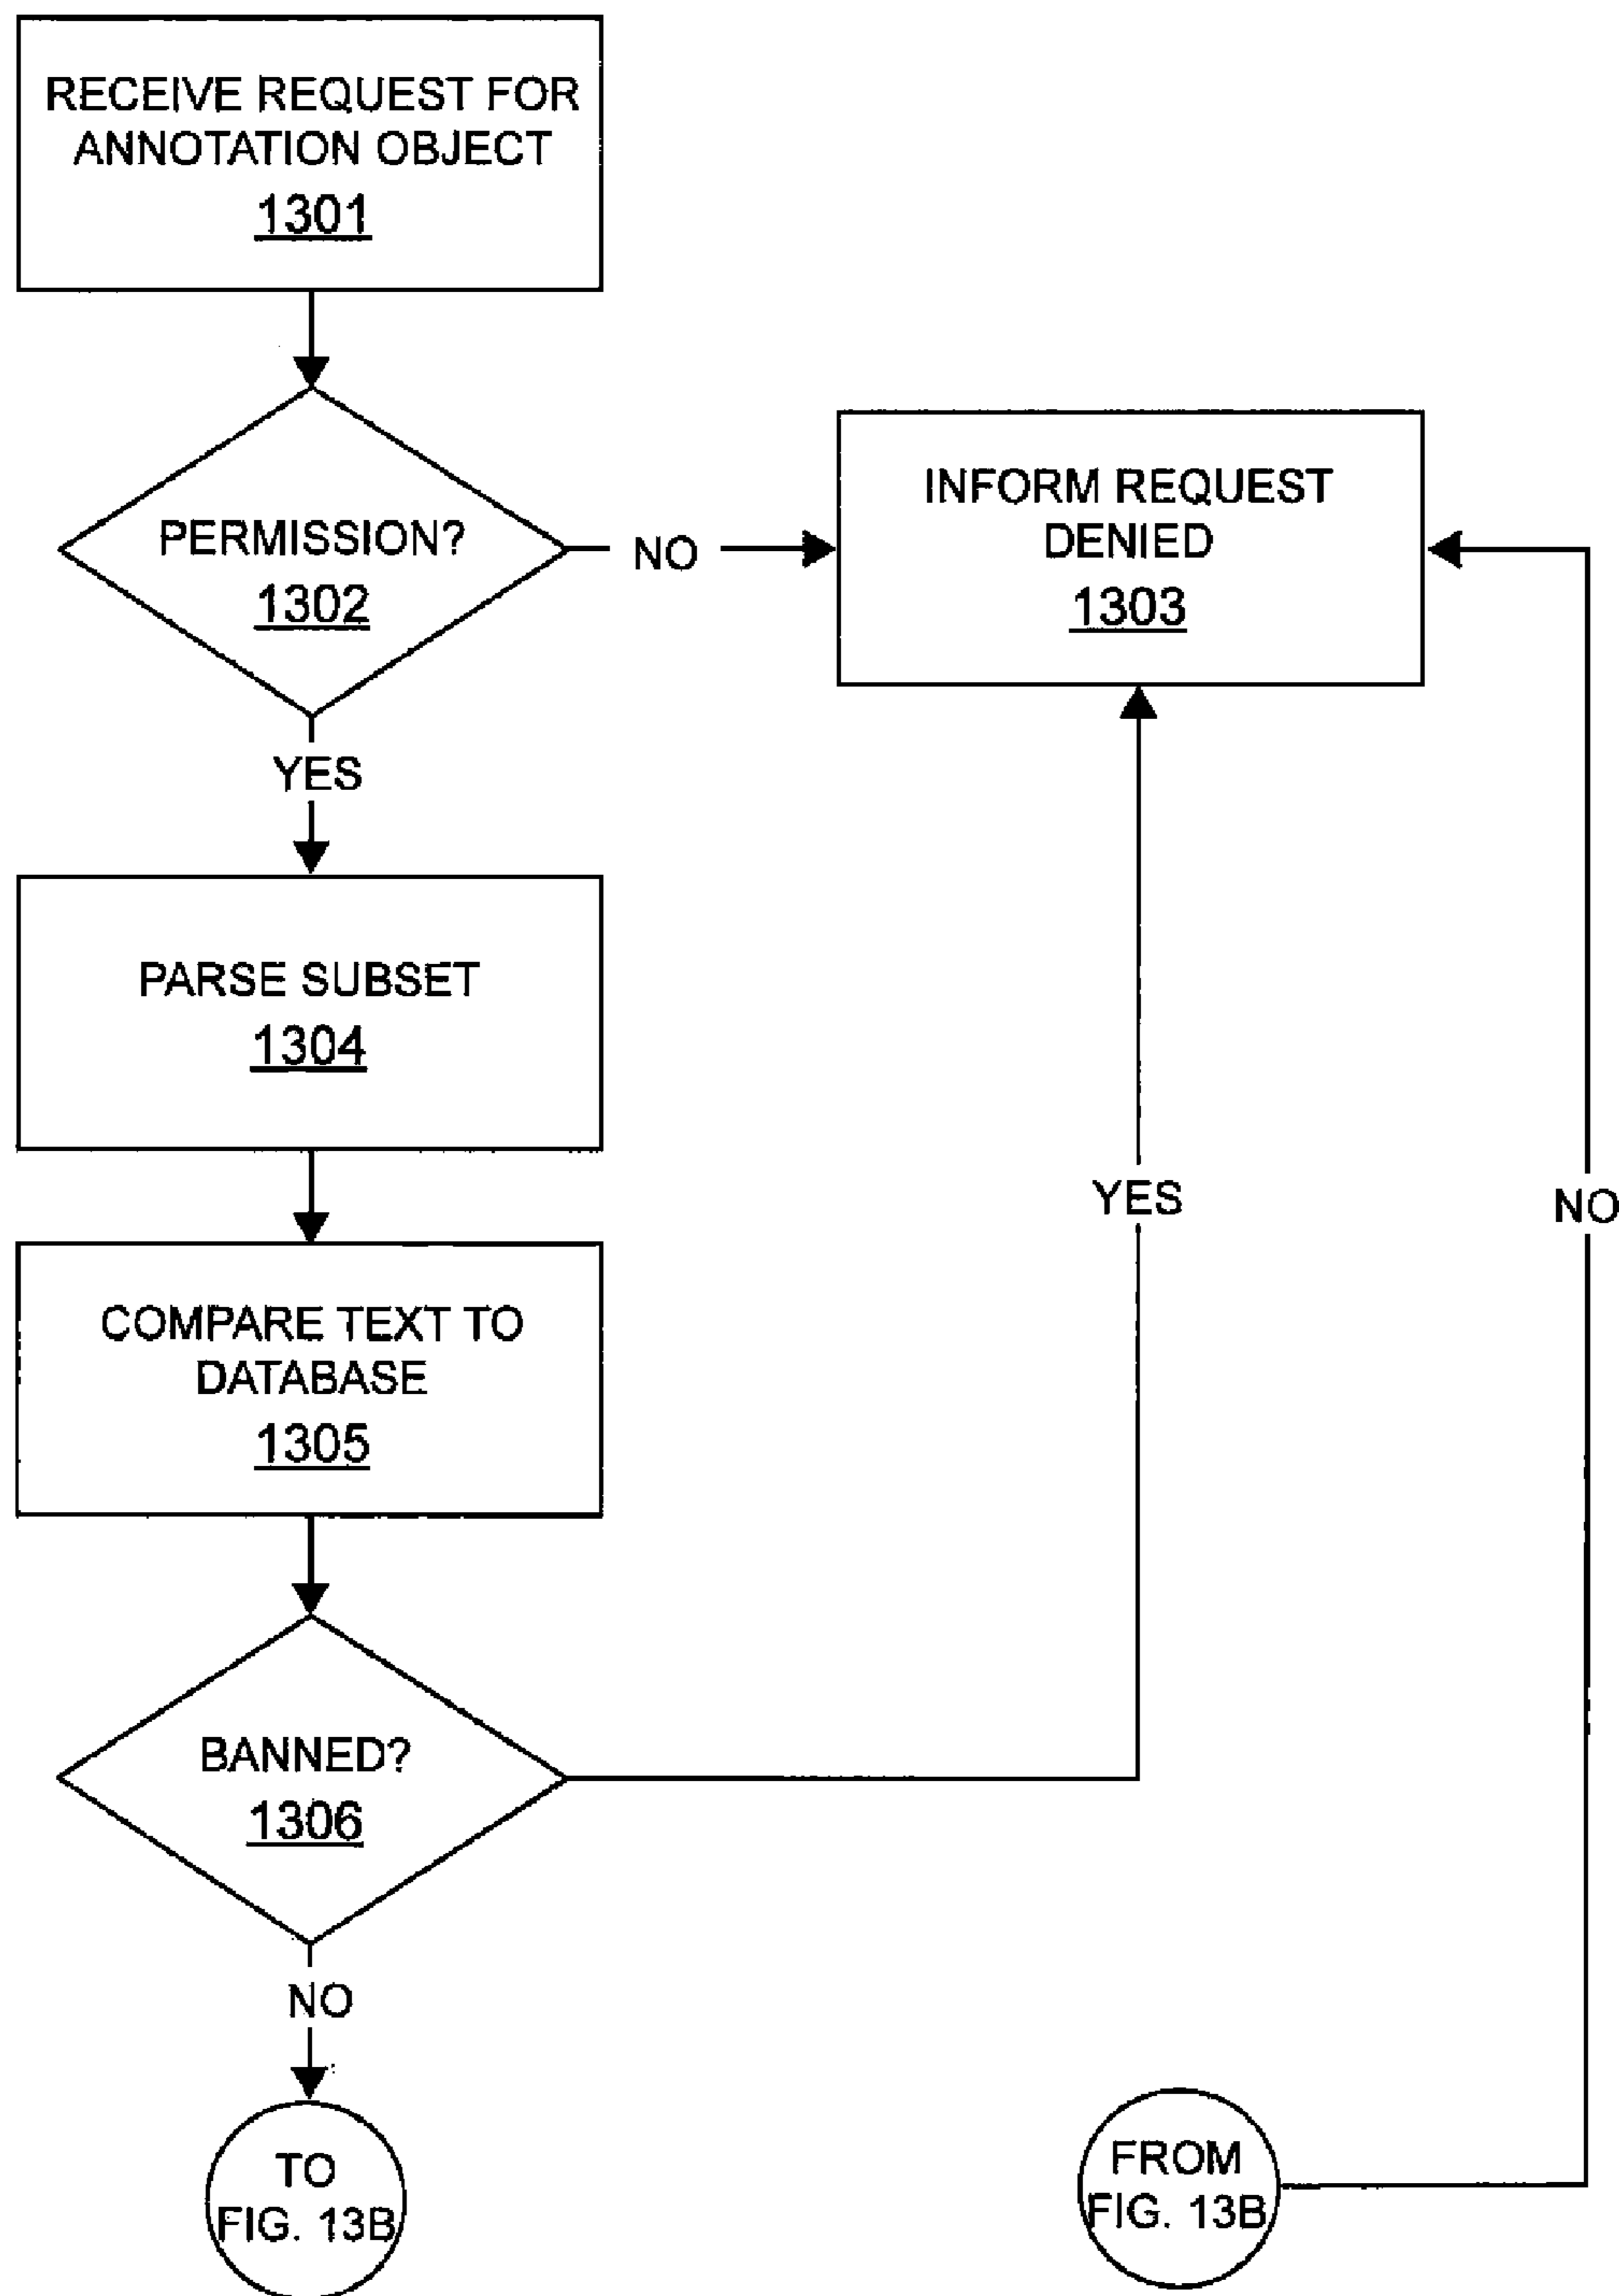 RECEIVE REQUEST FOR
ANNOTATION OBJECT
1301
PERMISSION?
1302
NO
INFORM REQUEST
DENIED
1303
YES
PARSE SUBSET
1304
COMPARE TEXT TO
DATABASE
1305
YES
NO
BANNED?
1306
NO
TO
FIG. 13B
FROM
FIG. 13B